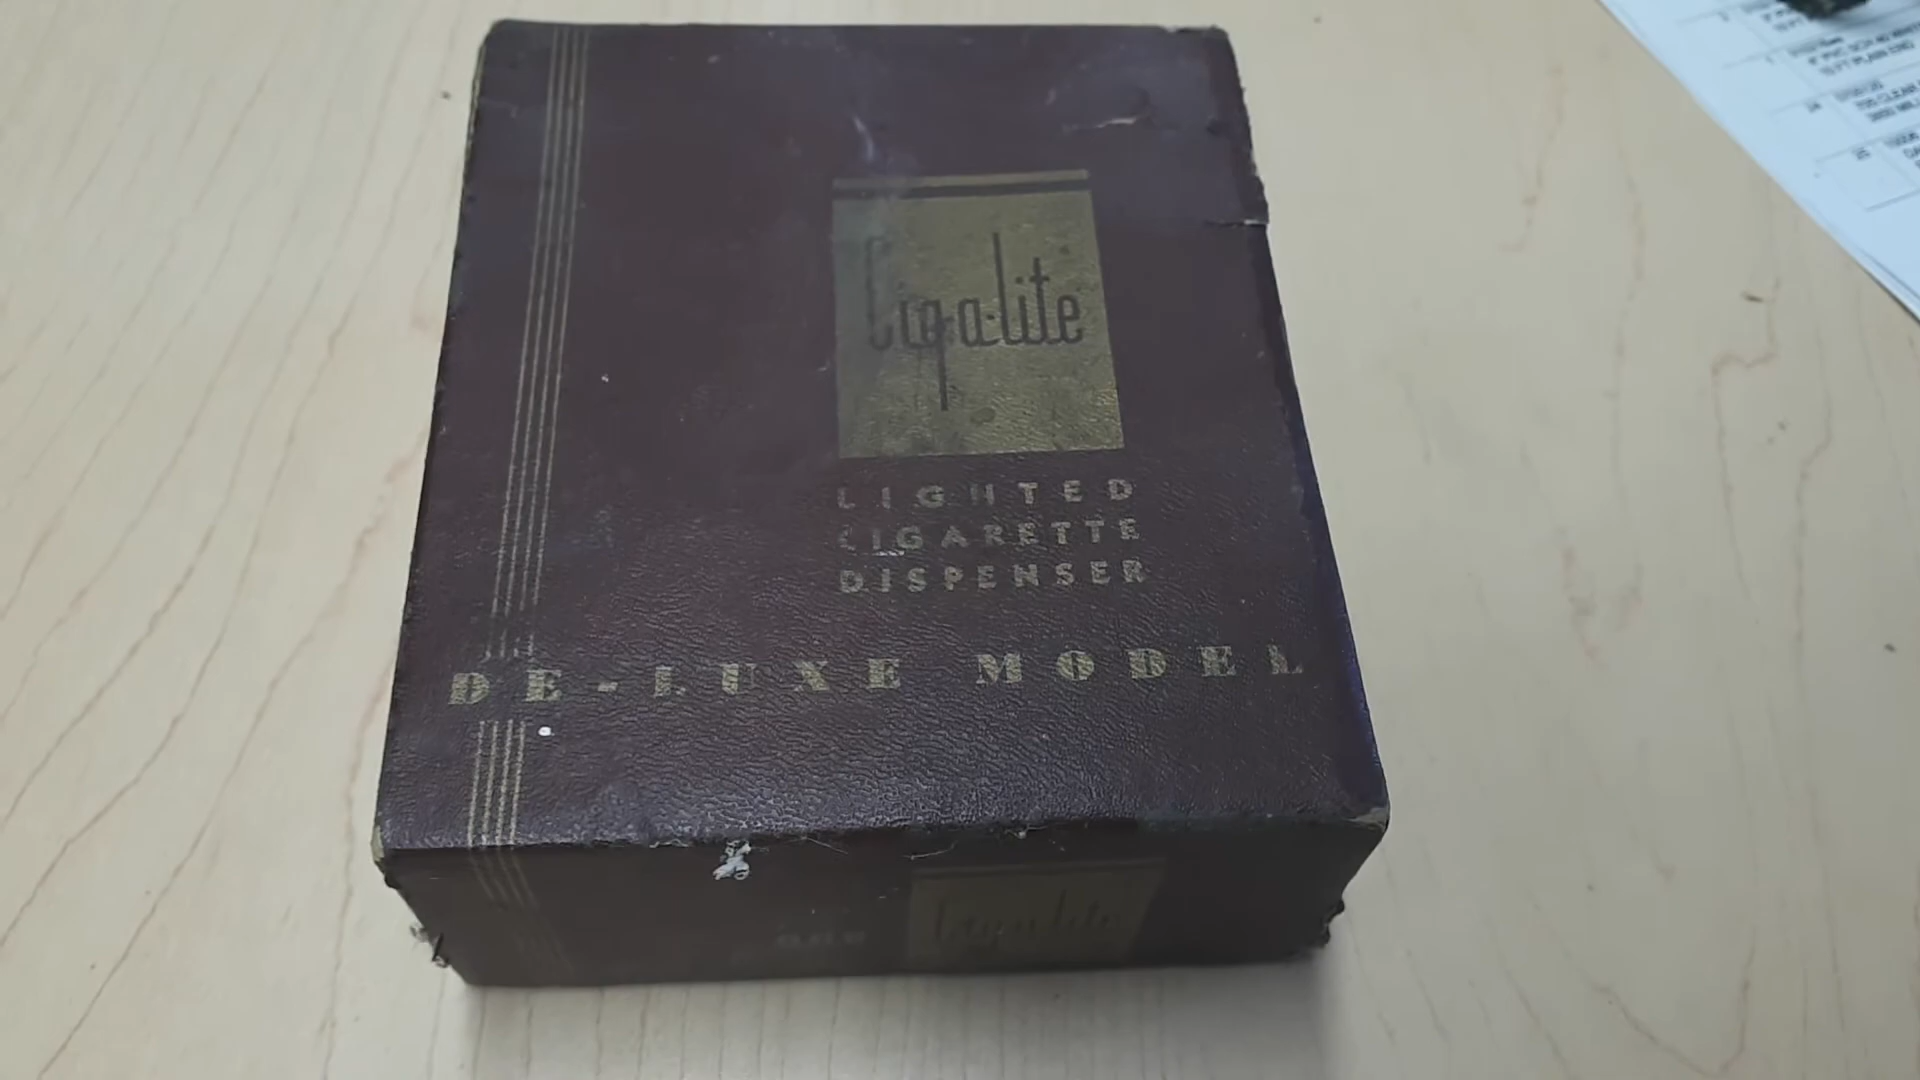 Cig-a-lite
LIGHTED
CIGARETTE
DISPENSER
DE-LUXE MODEL
Cig-a-lite